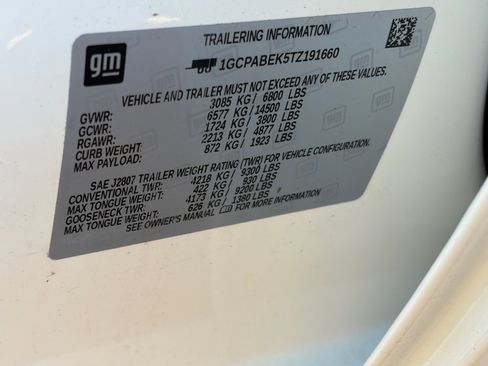 TRAILERING INFORMATION
gm
1GCPABEK5TZ191660
VEHICLE AND TRAILER MUST NOT EXCEED ANY OF THESE VALUES.
GVWR: 3085 KG / 6800 LBS
GCWR: 6577 KG / 14500 LBS
RGAWR: 1724 KG / 3800 LBS
CURB WEIGHT: 2213 KG / 4877 LBS
MAX PAYLOAD: 872 KG / 1923 LBS
SAE J2807 TRAILER WEIGHT RATING (TWR) FOR VEHICLE CONFIGURATION.
CONVENTIONAL TWR: 4218 KG / 9300 LBS
MAX TONGUE WEIGHT: 422 KG / 930 LBS
GOOSENECK TWR: 4173 KG / 9200 LBS
MAX TONGUE WEIGHT: 626 KG / 1380 LBS
SEE OWNER'S MANUAL FOR MORE INFORMATION